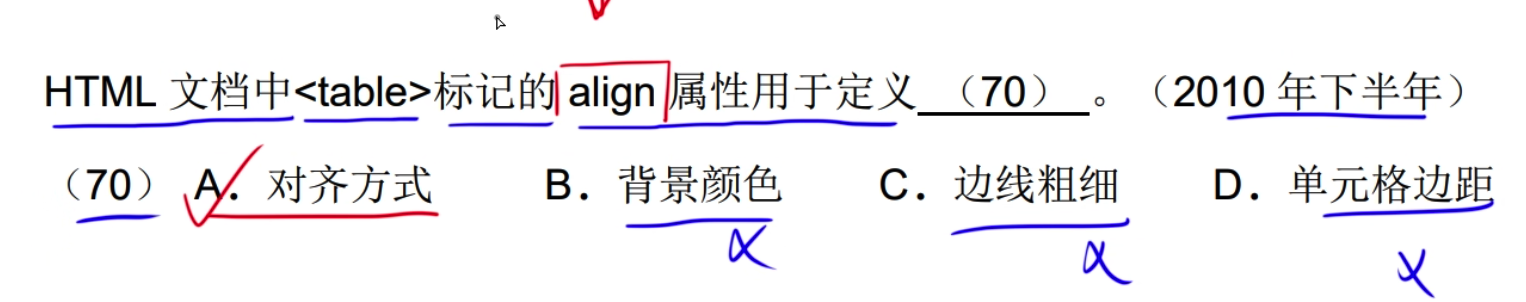 HTML 文档中<table>标记的 align 属性用于定义 （70） 。（2010 年下半年）
（70） A．对齐方式 B．背景颜色 C．边线粗细 D．单元格边距